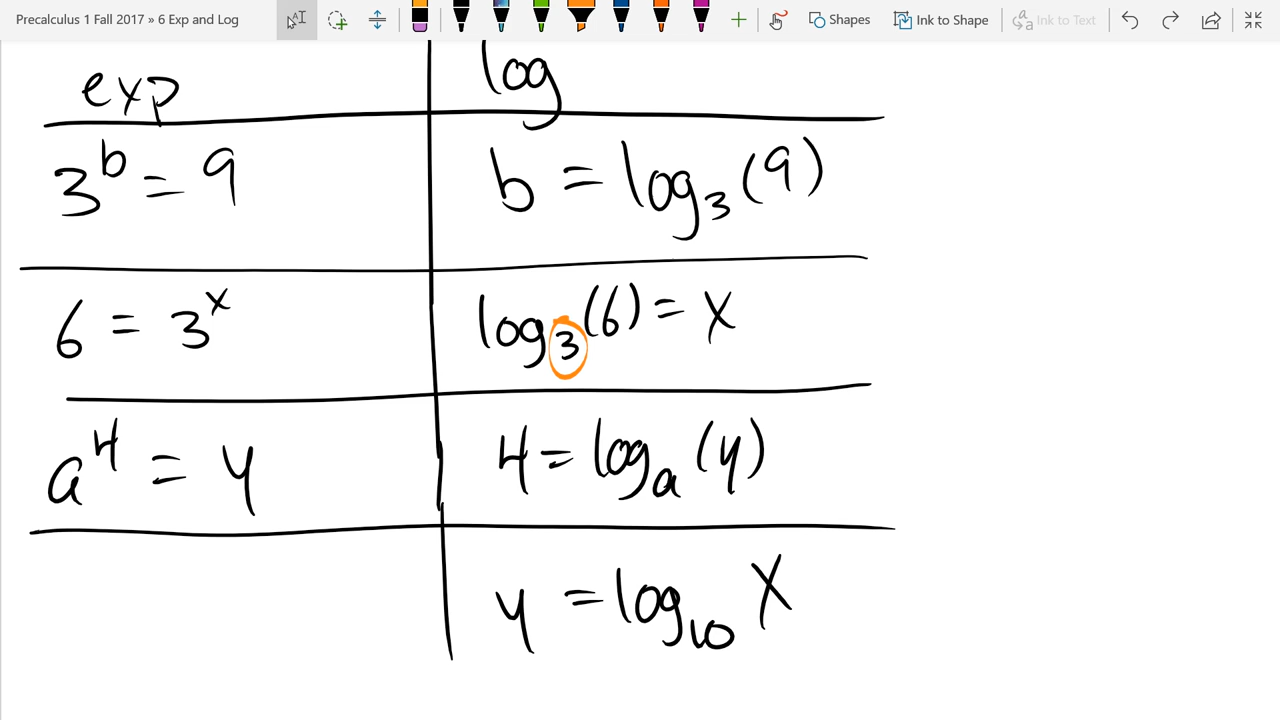 Precalculus 1 Fall 2017 » 6 Exp and Log
Shapes
Ink to Shape
Ink to Text
exp log
3^b = 9 b = log_3 (9)
6 = 3^x log_3 (6) = x
a^4 = y 4 = log_a (y)
y = log_10 x